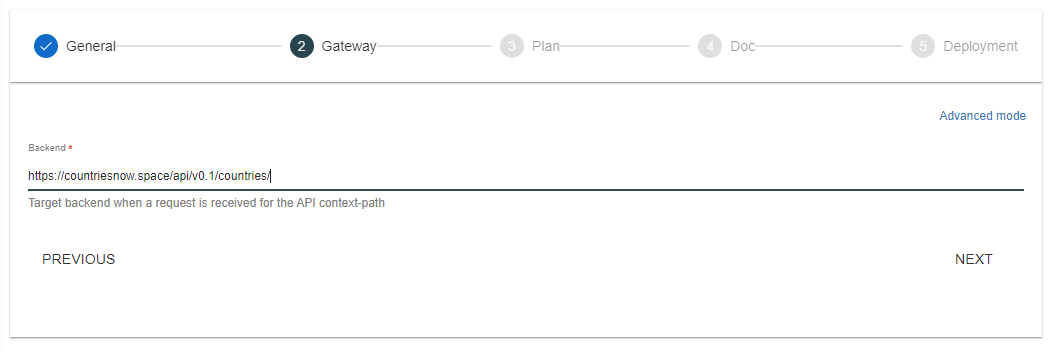 General 2 Gateway 3 Plan 4 Doc 5 Deployment
Advanced mode
Backend *
https://countriesnow.space/api/v0.1/countries/
Target backend when a request is received for the API context-path
PREVIOUS NEXT